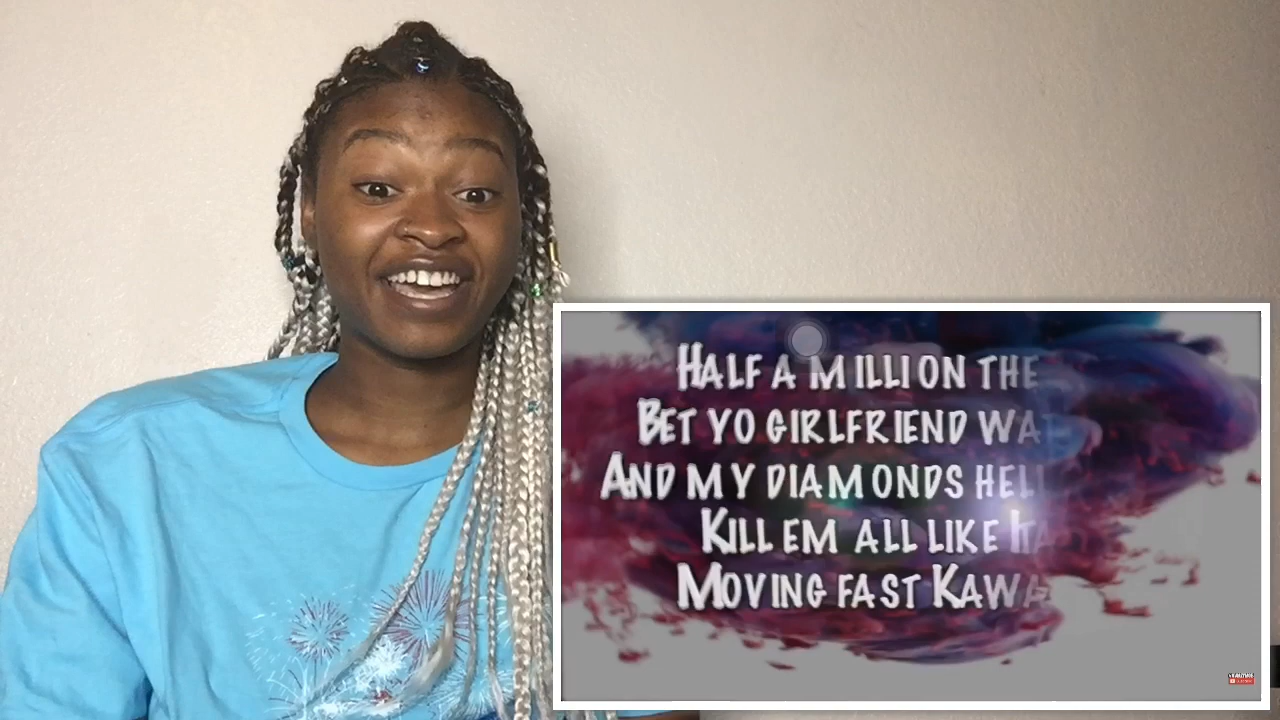 HALF A MILLION THE
BET YO GIRLFRIEND WA
AND MY DIAMONDS HEL
KILL EM ALL LIKE
MOVING FAST KAWA